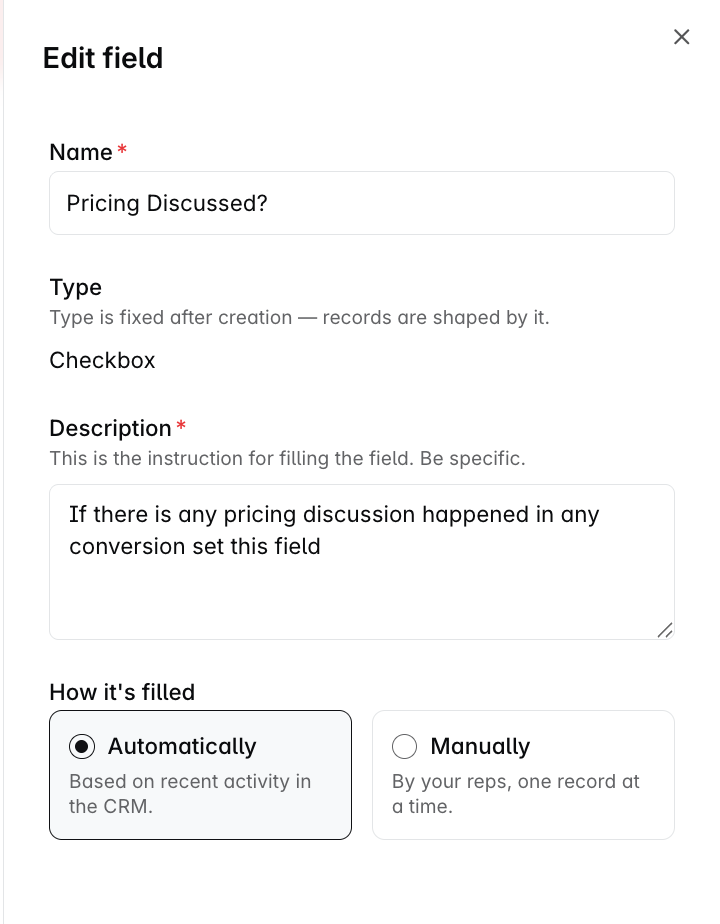 Edit field
Name *
Pricing Discussed?
Type
Type is fixed after creation — records are shaped by it.
Checkbox
Description *
This is the instruction for filling the field. Be specific.
If there is any pricing discussion happened in any
conversion set this field
How it's filled
Automatically
Based on recent activity in
the CRM.
Manually
By your reps, one record at
a time.